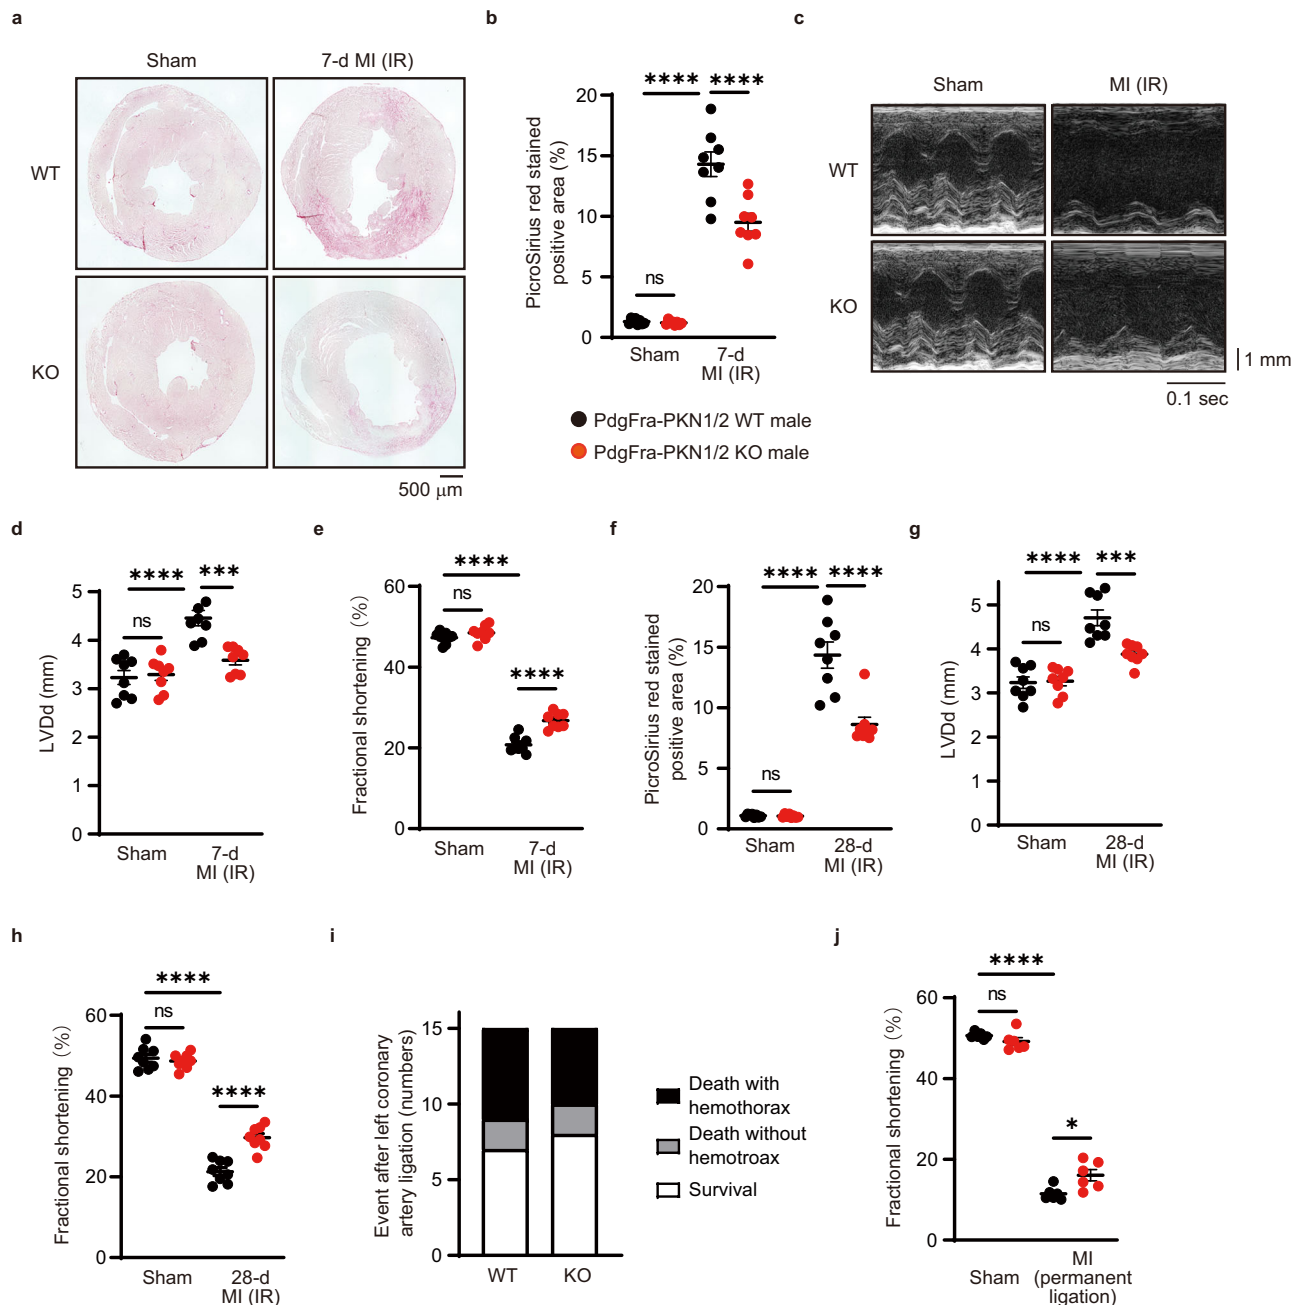 a
Sham
7-d MI (IR)
WT
KO
500 μm
b
PicroSirius red stained
positive area (%)
20
15
10
5
0
****
****
ns
Sham
7-d
MI (IR)
PdgFra-PKN1/2 WT male
PdgFra-PKN1/2 KO male
c
Sham
MI (IR)
WT
KO
1 mm
0.1 sec
d
LVDd (mm)
5
4
3
2
1
0
****
***
ns
Sham
7-d
MI (IR)
e
Fractional shortening (%)
60
40
20
0
****
ns
****
Sham
7-d
MI (IR)
f
PicroSirius red stained
positive area (%)
20
15
10
5
0
****
****
ns
Sham
28-d
MI (IR)
g
LVDd (mm)
5
4
3
2
1
0
****
***
ns
Sham
28-d
MI (IR)
h
Fractional shortening (%)
60
40
20
0
****
ns
****
Sham
28-d
MI (IR)
i
Event after left coronary
artery ligation (numbers)
15
10
5
0
WT
KO
Death with
hemothorax
Death without
hemotroax
Survival
j
Fractional shortening (%)
60
40
20
0
****
ns
*
Sham
MI
(permanent
ligation)